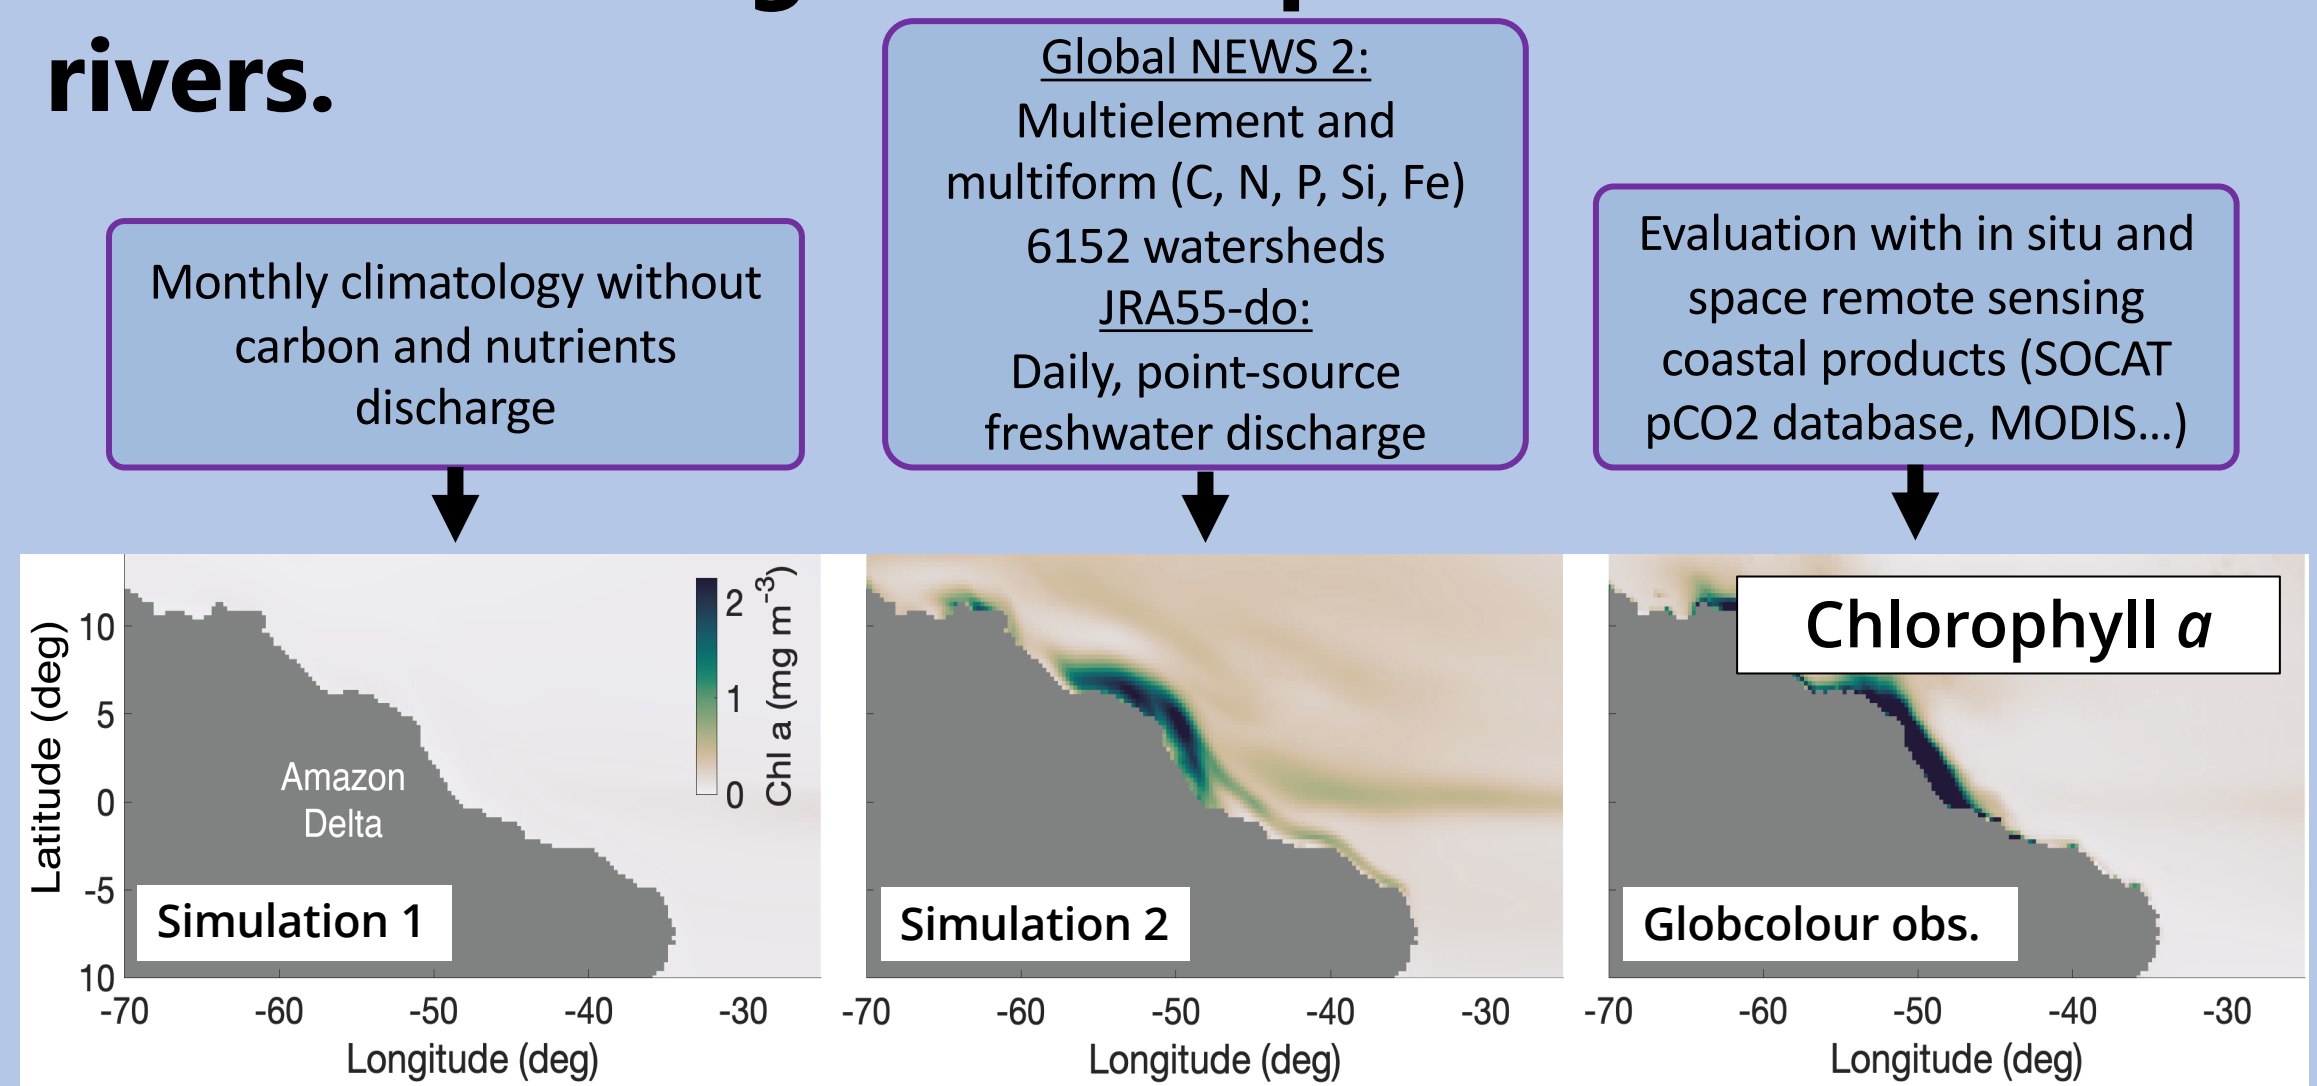 rivers.
Monthly climatology without
carbon and nutrients
discharge
Global NEWS 2:
Multielement and
multiform (C, N, P, Si, Fe)
6152 watersheds
JRA55-do:
Daily, point-source
freshwater discharge
Evaluation with in situ and
space remote sensing
coastal products (SOCAT
pCO2 database, MODIS...)
Latitude (deg)
10
5
0
-5
10
Amazon
Delta
Simulation 1
2
1
0
Chl a (mg m⁻³)
-70 -60 -50 -40 -30
Longitude (deg)
Simulation 2
-70 -60 -50 -40 -30
Longitude (deg)
Chlorophyll a
Globcolour obs.
-70 -60 -50 -40 -30
Longitude (deg)